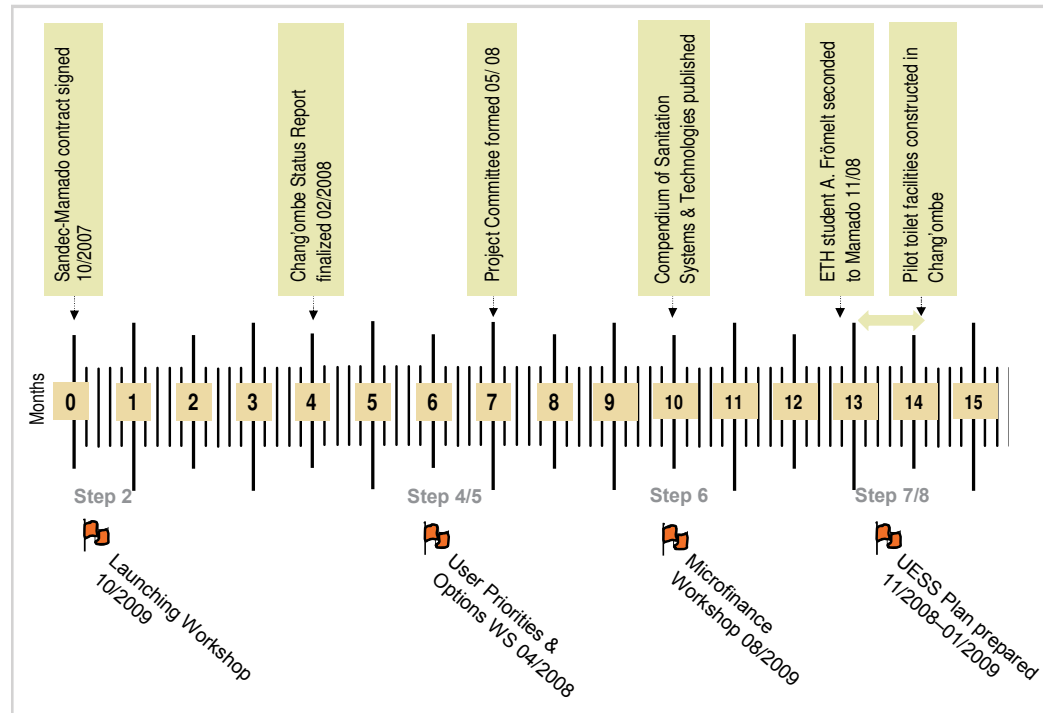 Sandec-Mamado contract signed
10/2007
Chang'ombe Status Report
finalized 02/2008
Project Committee formed 05/ 08
Compendium of Sanitation
Systems & Technologies published
ETH student A. Frömelt seconded
to Mamado 11/08
Pilot toilet facilities constructed in
Chang'ombe
Months
0 1 2 3 4 5 6 7 8 9 10 11 12 13 14 15
Step 2
Step 4/5
Step 6
Step 7/8
Launching Workshop
10/2009
User Priorities &
Options WS 04/2008
Microfinance
Workshop 08/2009
UESS Plan prepared
11/2008–01/2009